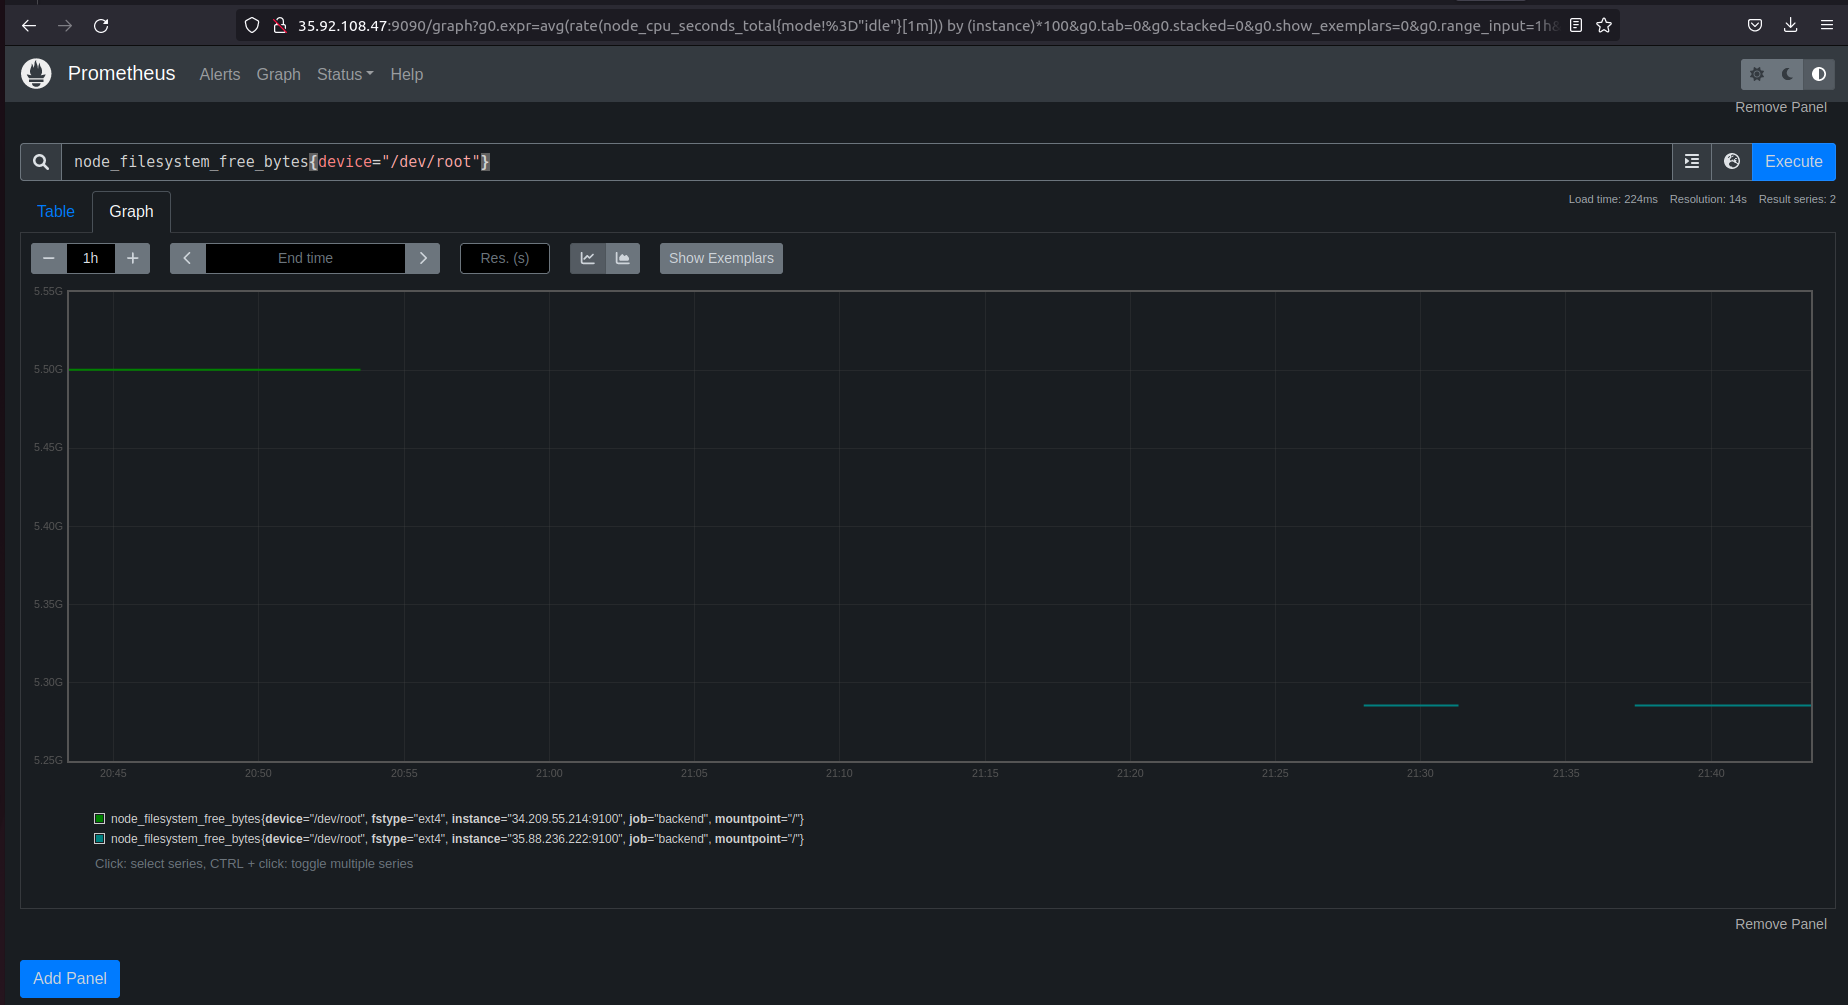 35.92.108.47:9090/graph?g0.expr=avg(rate(node_cpu_seconds_total{mode!%3D"idle"}[1m])) by (instance)*100&g0.tab=0&g0.stacked=0&g0.show_exemplars=0&g0.range_input=1h&
Prometheus Alerts Graph Status Help
Remove Panel
node_filesystem_free_bytes{device="/dev/root"} Execute
Table Graph Load time: 224ms Resolution: 14s Result series: 2
− 1h + End time Res. (s) Show Exemplars
5.55G
5.50G
5.45G
5.40G
5.35G
5.30G
5.25G
20:45 20:50 20:55 21:00 21:05 21:10 21:15 21:20 21:25 21:30 21:35 21:40
node_filesystem_free_bytes{device="/dev/root", fstype="ext4", instance="34.209.55.214:9100", job="backend", mountpoint="/"}
node_filesystem_free_bytes{device="/dev/root", fstype="ext4", instance="35.88.236.222:9100", job="backend", mountpoint="/"}
Click: select series, CTRL + click: toggle multiple series
Remove Panel
Add Panel